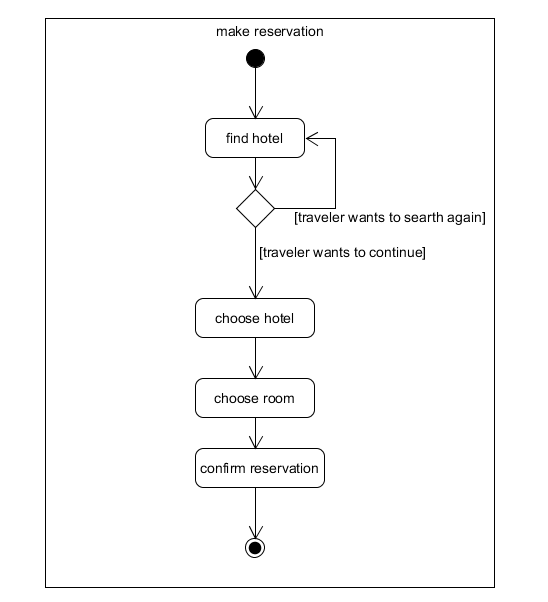 make reservation
find hotel
[traveler wants to searth again]
[traveler wants to continue]
choose hotel
choose room
confirm reservation